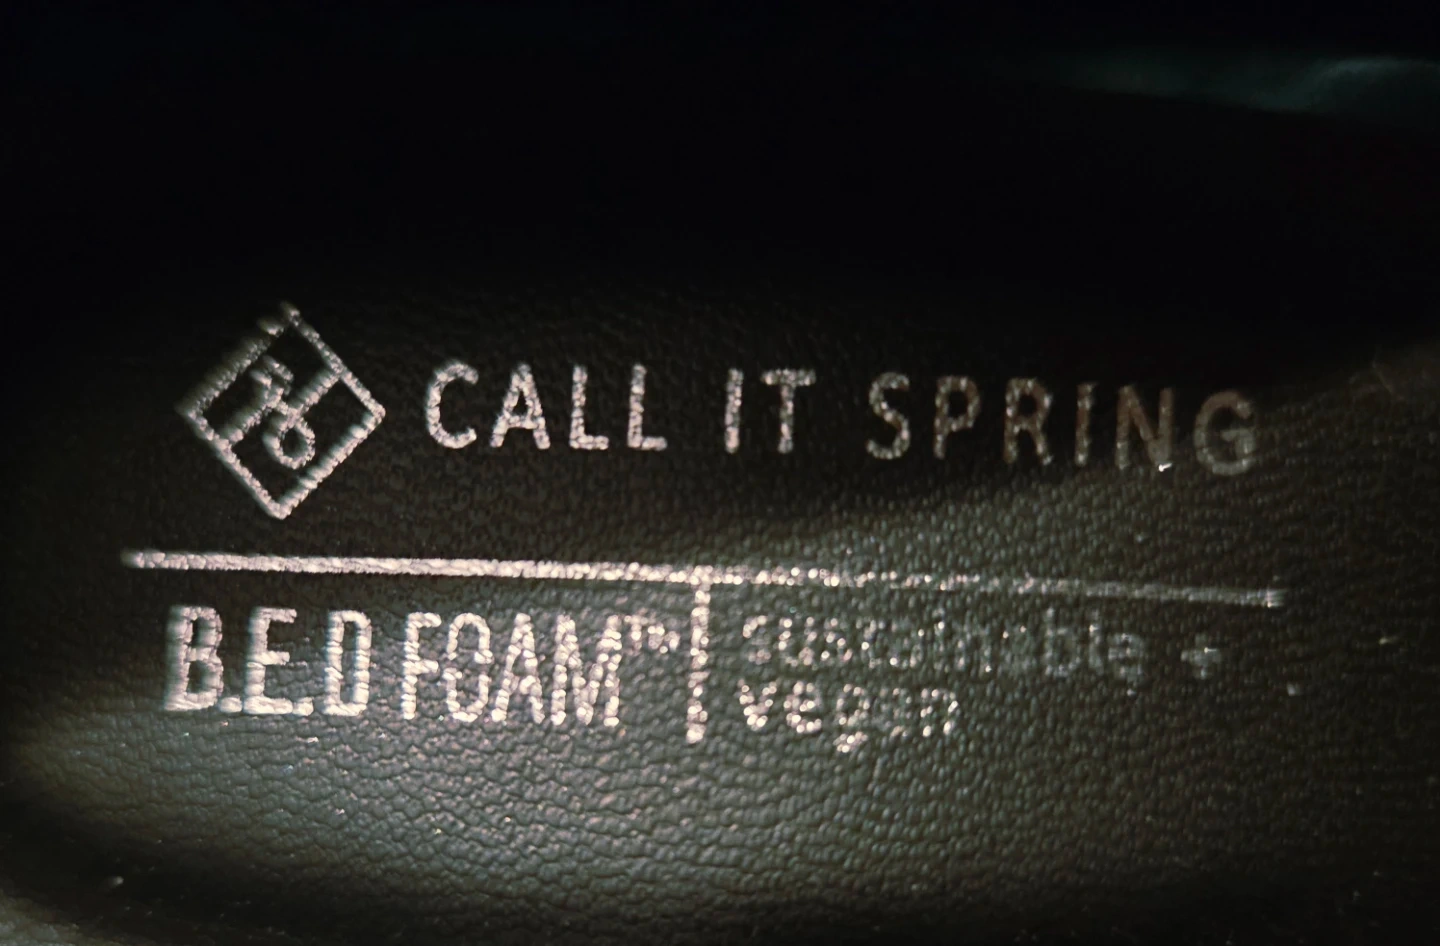 CALL IT SPRING
B.E.D FOAM™
sustainable +
vegan